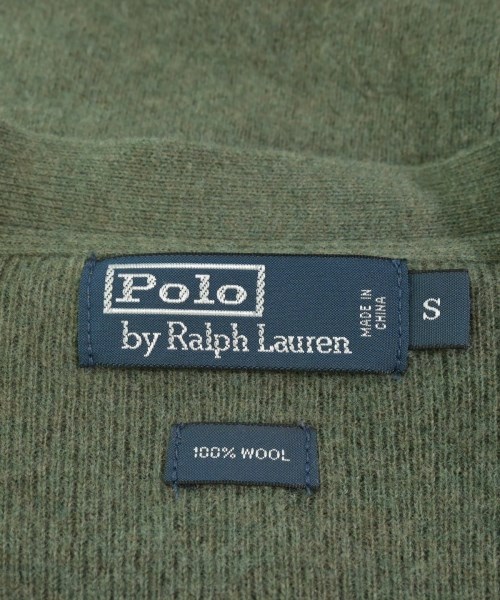 Polo
by Ralph Lauren
MADE IN
CHINA
S
100% WOOL